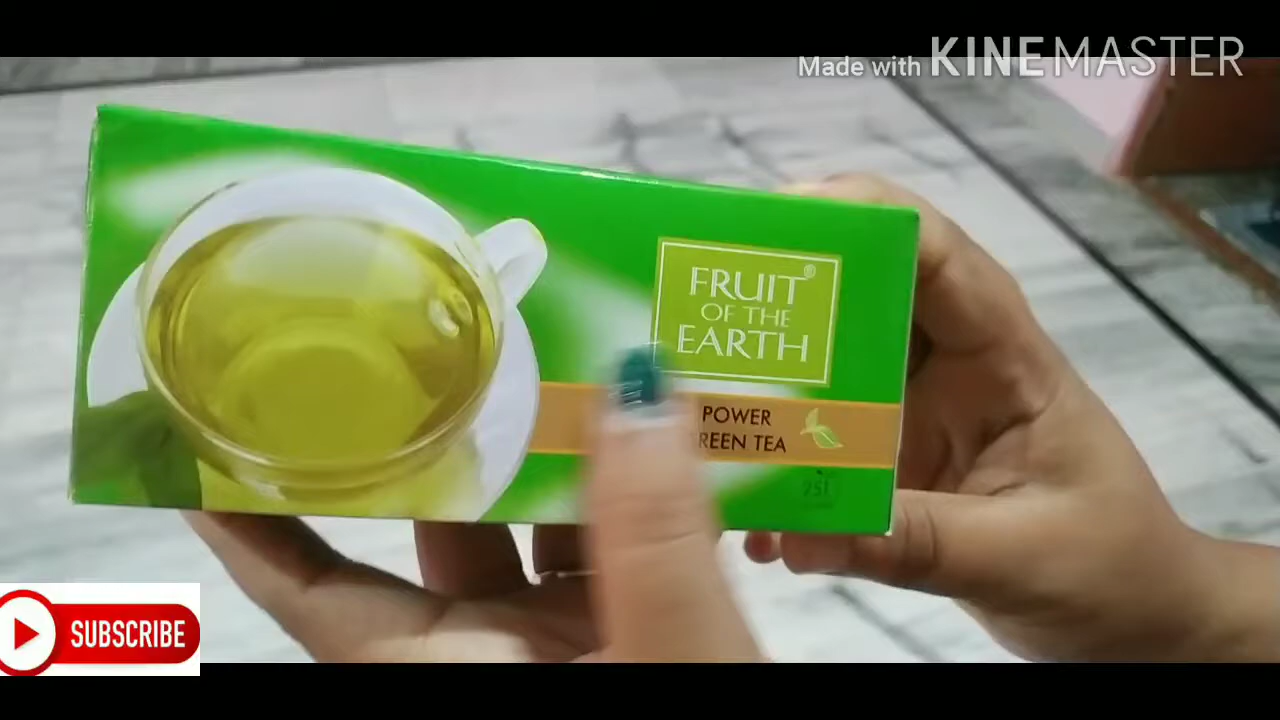 Made with KINEMASTER
FRUIT®
OF THE
EARTH
POWER
REEN TEA
SUBSCRIBE